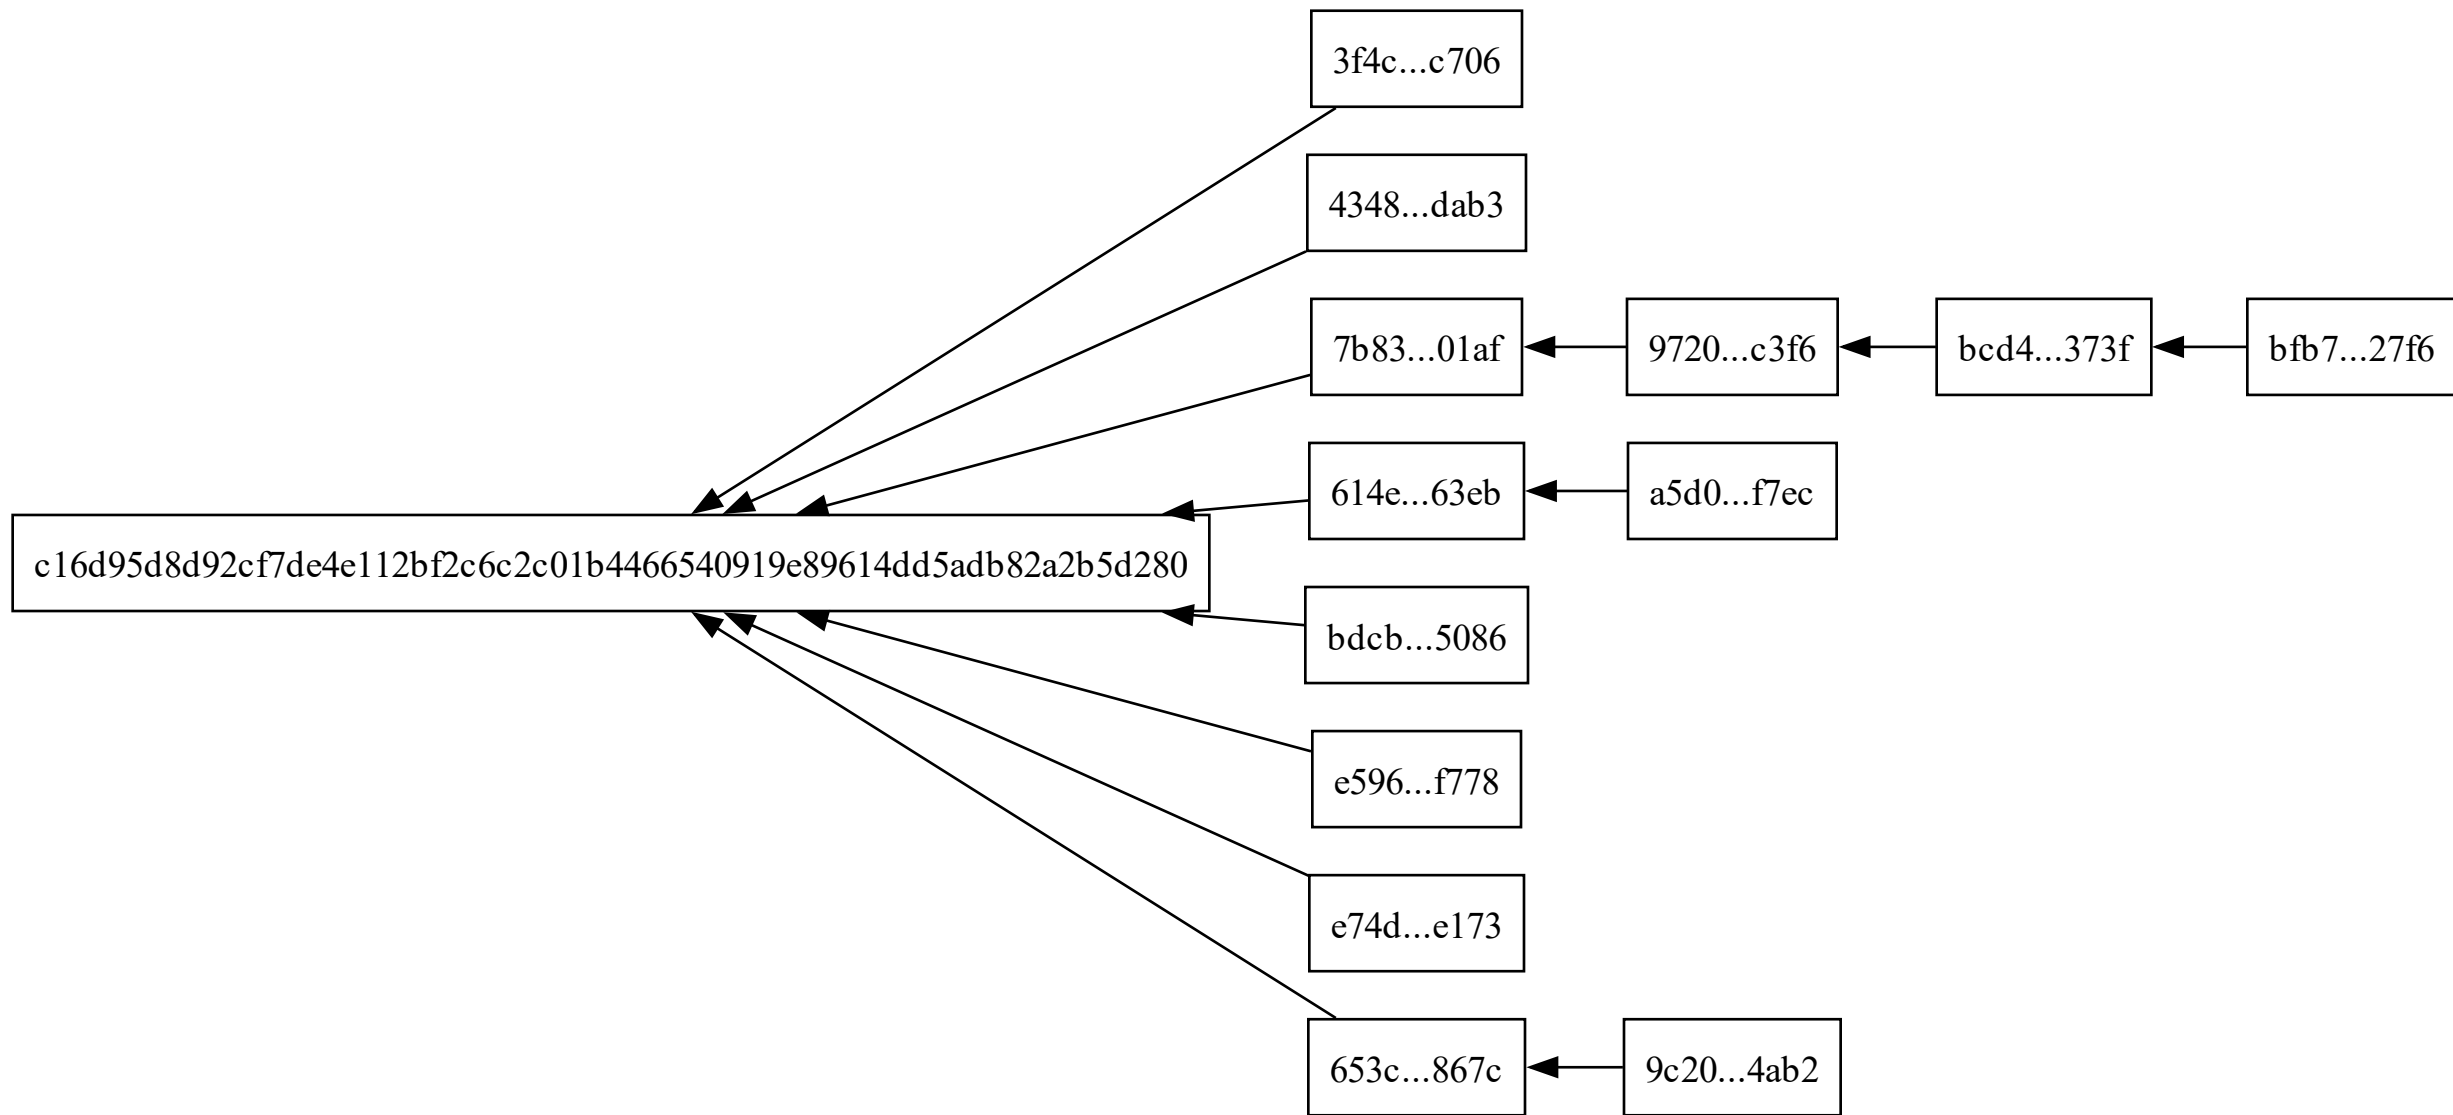 3f4c...c706
4348...dab3
7b83...01af
9720...c3f6
bcd4...373f
bfb7...27f6
614e...63eb
a5d0...f7ec
c16d95d8d92cf7de4e112bf2c6c2c01b4466540919e89614dd5adb82a2b5d280
bdcb...5086
e596...f778
e74d...e173
653c...867c
9c20...4ab2